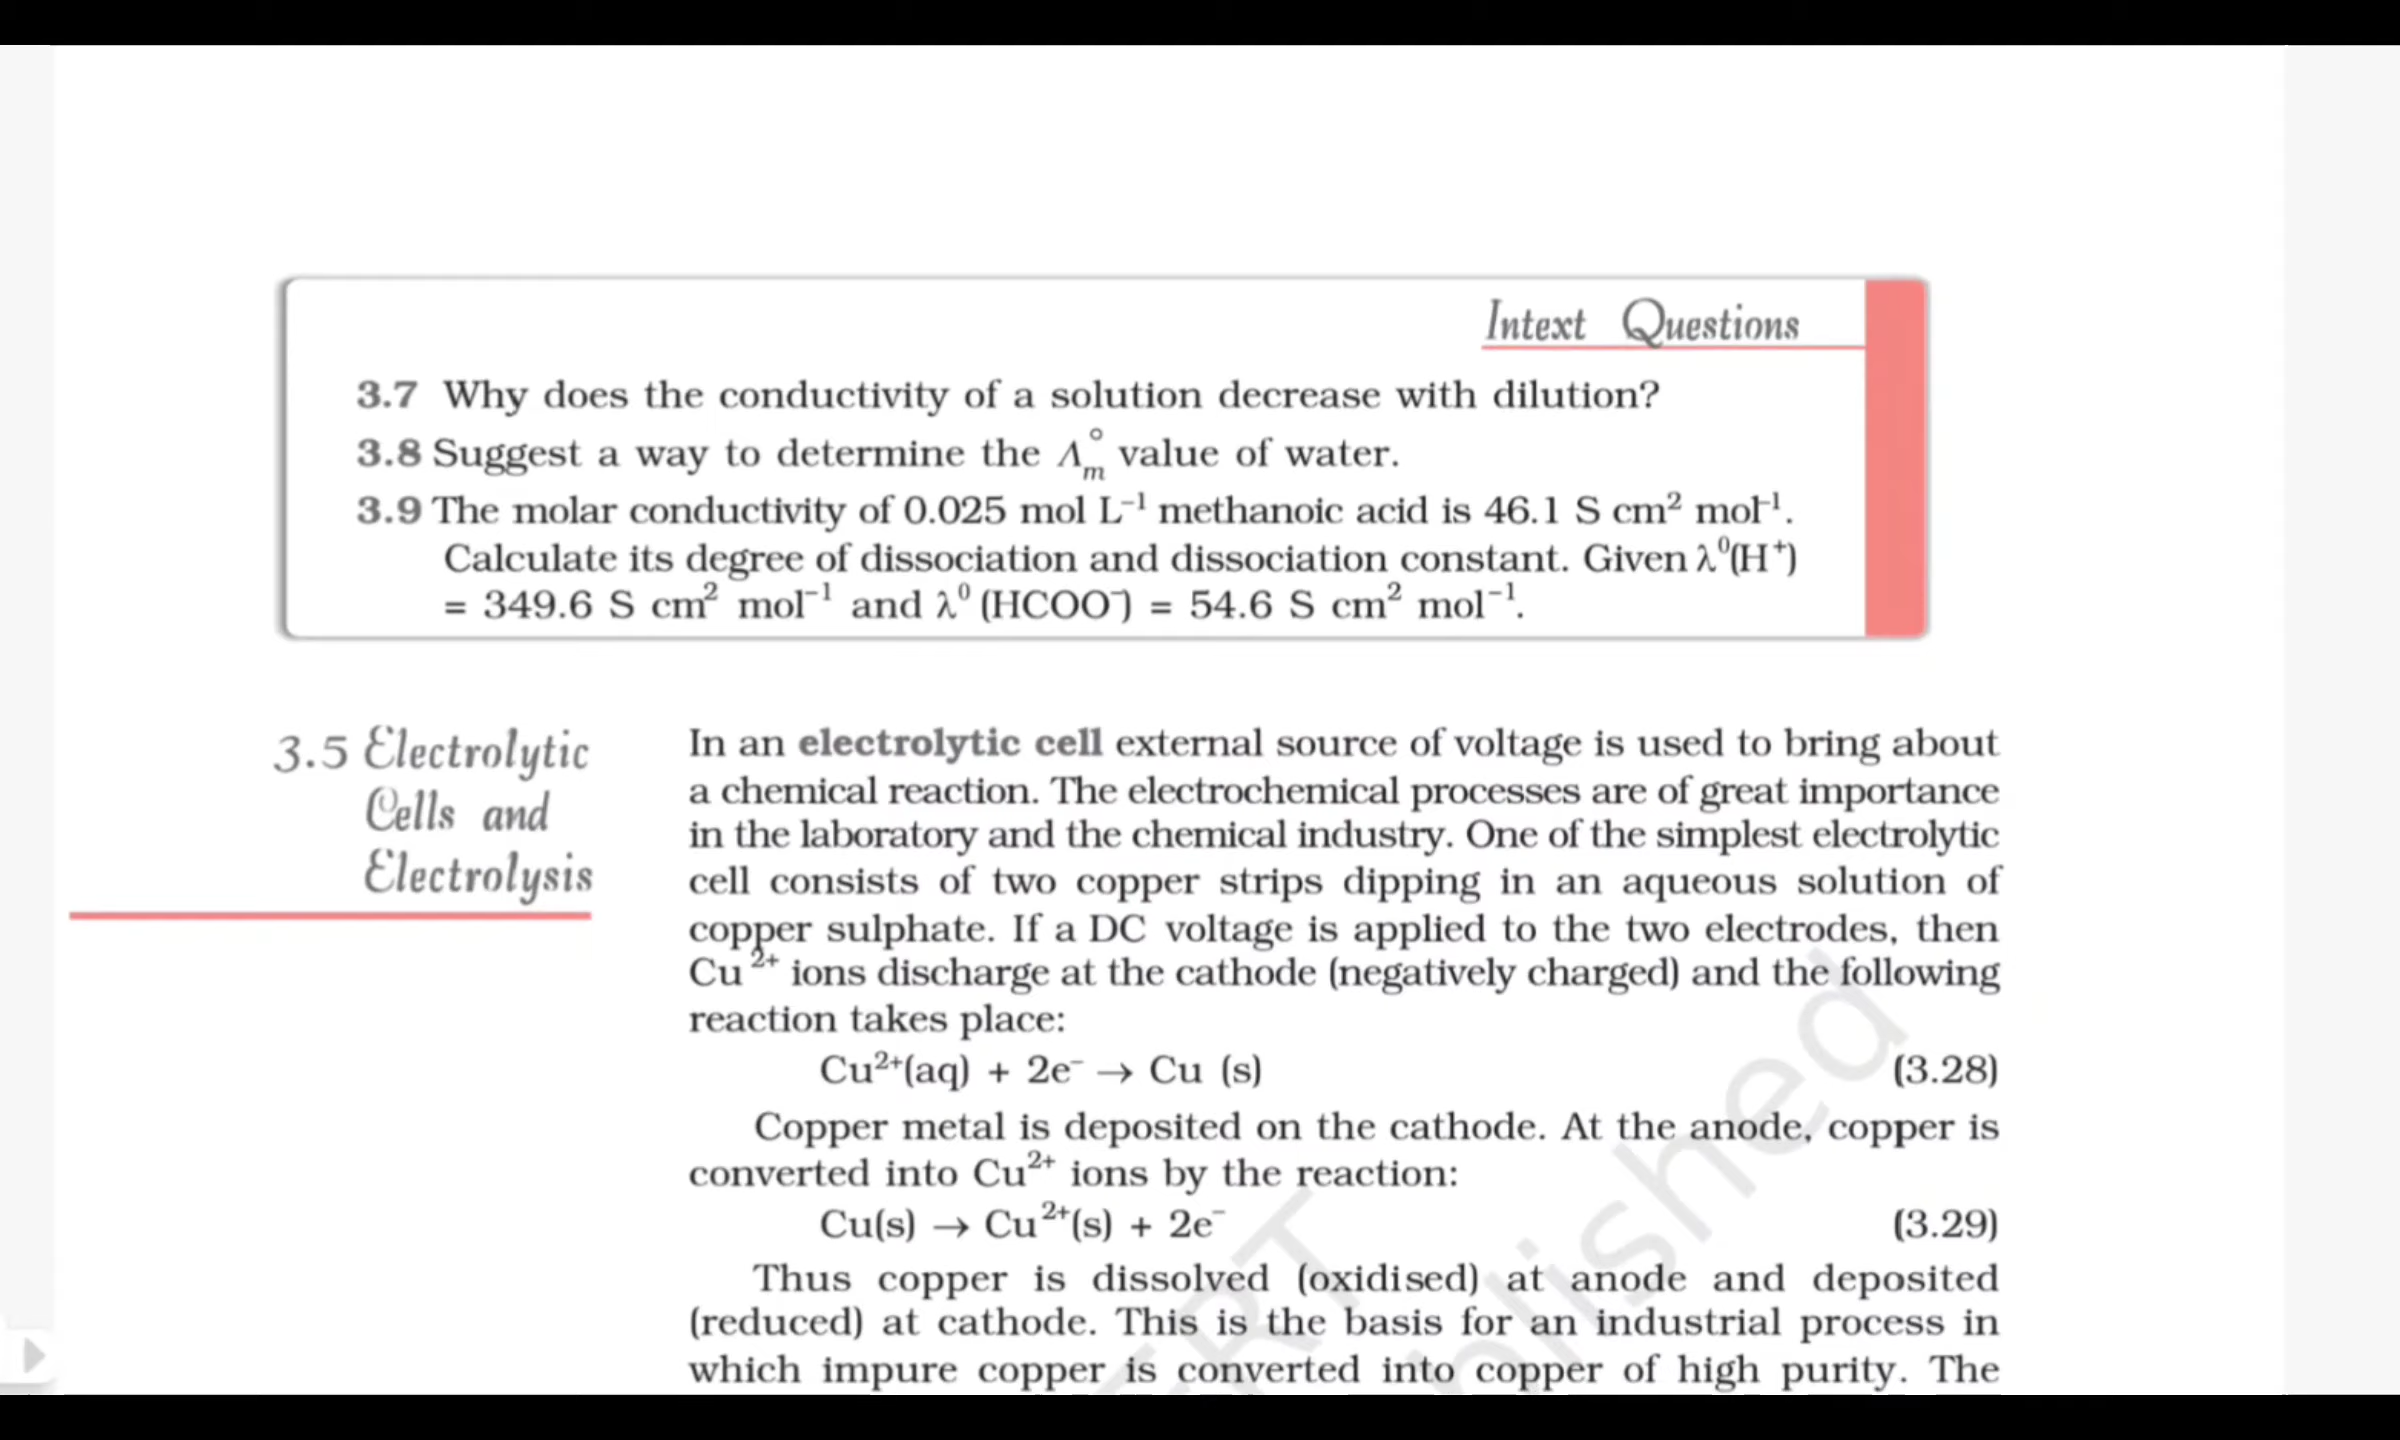 Intext Questions
3.7 Why does the conductivity of a solution decrease with dilution?
3.8 Suggest a way to determine the Λ°m value of water.
3.9 The molar conductivity of 0.025 mol L⁻¹ methanoic acid is 46.1 S cm² mol⁻¹.
Calculate its degree of dissociation and dissociation constant. Given λ⁰(H⁺)
= 349.6 S cm² mol⁻¹ and λ⁰ (HCOO⁻) = 54.6 S cm² mol⁻¹.
3.5 Electrolytic
Cells and
Electrolysis
In an electrolytic cell external source of voltage is used to bring about
a chemical reaction. The electrochemical processes are of great importance
in the laboratory and the chemical industry. One of the simplest electrolytic
cell consists of two copper strips dipping in an aqueous solution of
copper sulphate. If a DC voltage is applied to the two electrodes, then
Cu ²⁺ ions discharge at the cathode (negatively charged) and the following
reaction takes place:
Cu²⁺(aq) + 2e⁻ → Cu (s) (3.28)
Copper metal is deposited on the cathode. At the anode, copper is
converted into Cu²⁺ ions by the reaction:
Cu(s) → Cu²⁺(s) + 2e⁻ (3.29)
Thus copper is dissolved (oxidised) at anode and deposited
(reduced) at cathode. This is the basis for an industrial process in
which impure copper is converted into copper of high purity. The